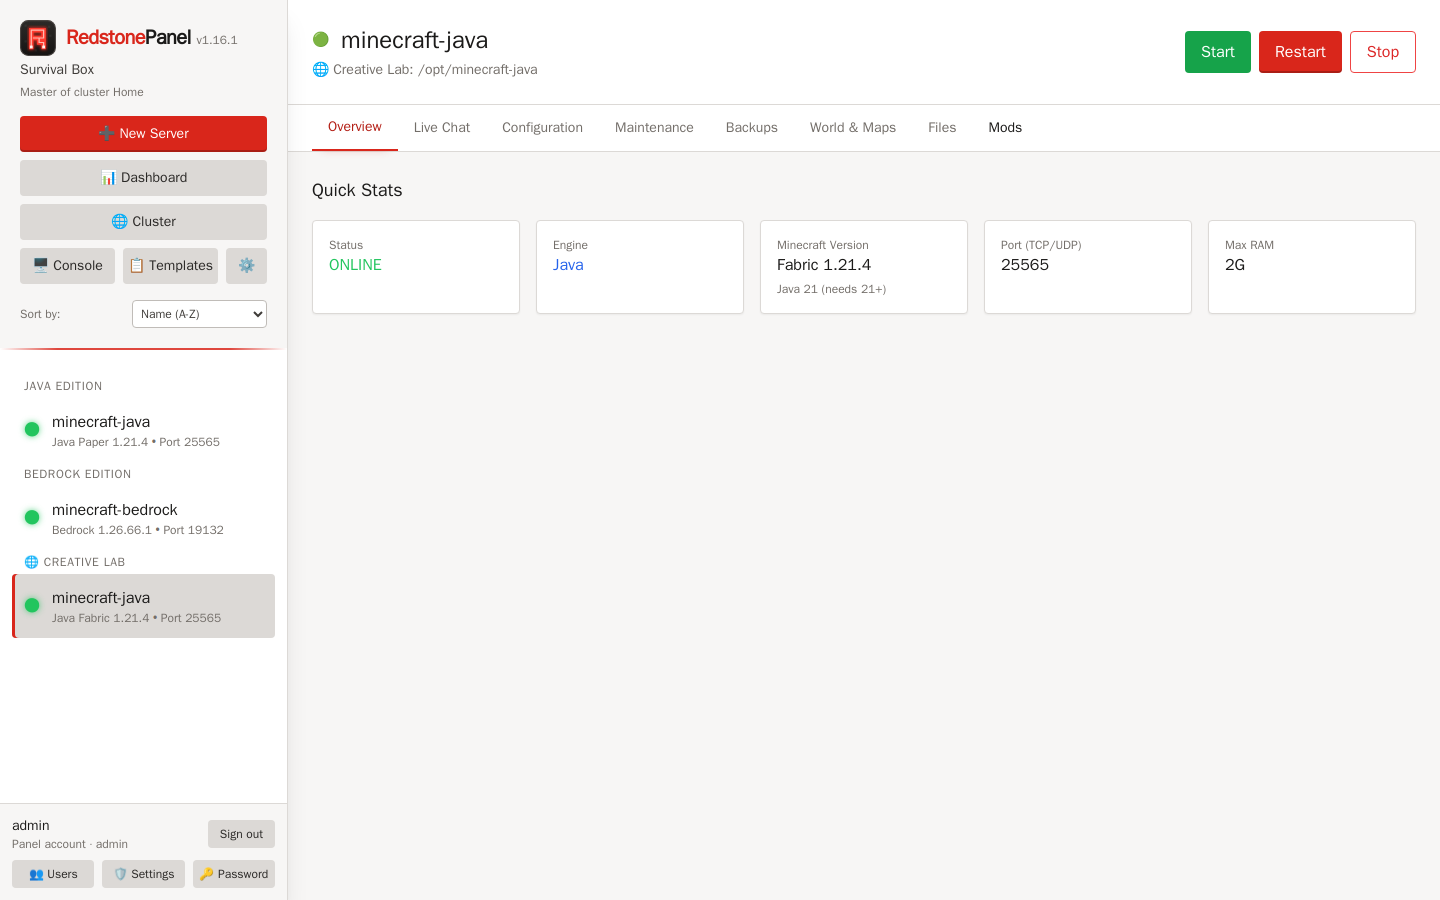 RedstonePanel v1.16.1
Survival Box
Master of cluster Home
➕ New Server
📊 Dashboard
🌐 Cluster
🖥️ Console
📋 Templates
⚙️
Sort by:
Name (A-Z)
JAVA EDITION
minecraft-java
Java Paper 1.21.4 • Port 25565
BEDROCK EDITION
minecraft-bedrock
Bedrock 1.26.66.1 • Port 19132
🌐 CREATIVE LAB
minecraft-java
Java Fabric 1.21.4 • Port 25565
admin
Panel account · admin
Sign out
👥 Users
🛡️ Settings
🔑 Password
🟢 minecraft-java
🌐 Creative Lab: /opt/minecraft-java
Start
Restart
Stop
Overview
Live Chat
Configuration
Maintenance
Backups
World & Maps
Files
Mods
Quick Stats
Status
ONLINE
Engine
Java
Minecraft Version
Fabric 1.21.4
Java 21 (needs 21+)
Port (TCP/UDP)
25565
Max RAM
2G